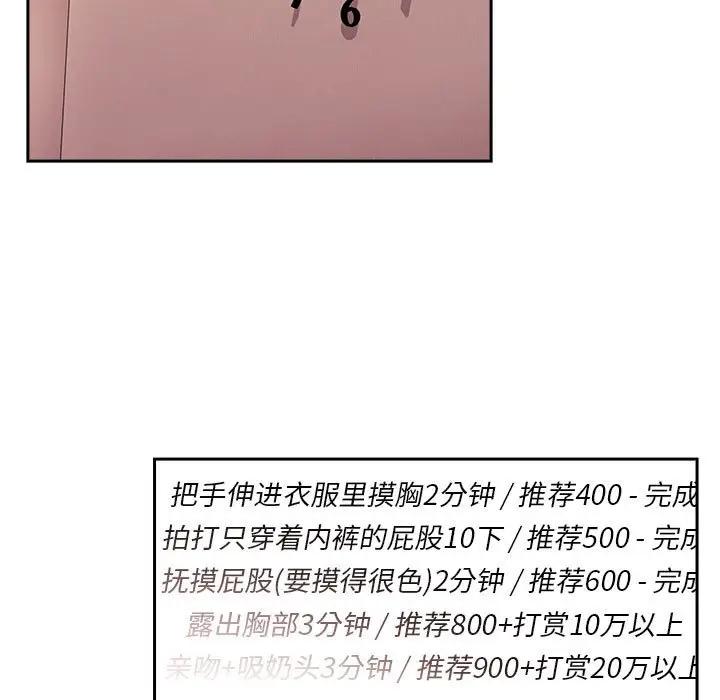 6
把手伸进衣服里摸胸2分钟 / 推荐400 - 完成
拍打只穿着内裤的屁股10下 / 推荐500 - 完成
抚摸屁股(要摸得很色)2分钟 / 推荐600 - 完成
露出胸部3分钟 / 推荐800+打赏10万以上
亲吻+吸奶头3分钟 / 推荐900+打赏20万以上